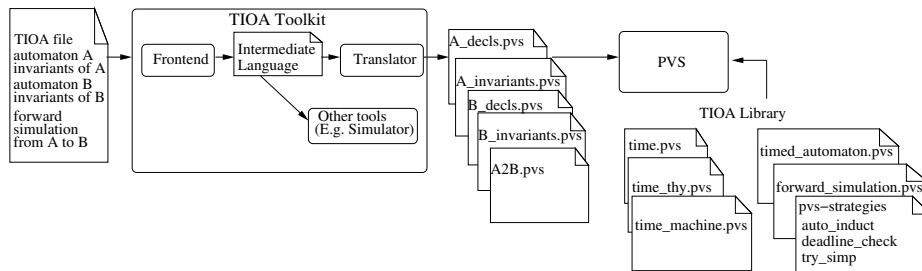 TIOA file
automaton A
invariants of A
automaton B
invariants of B
forward
simulation
from A to B
TIOA Toolkit
Frontend
Intermediate
Language
Translator
Other tools
(E.g. Simulator)
A_decls.pvs
A_invariants.pvs
B_decls.pvs
B_invariants.pvs
A2B.pvs
PVS
TIOA Library
time.pvs
time_thy.pvs
time_machine.pvs
timed_automaton.pvs
forward_simulation.pvs
pvs−strategies
auto_induct
deadline_check
try_simp